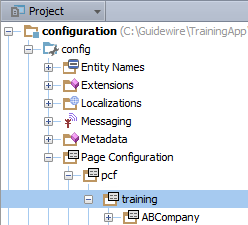 Project
configuration (C:\Guidewire\TrainingApp
config
Entity Names
Extensions
Localizations
Messaging
Metadata
Page Configuration
pcf
training
ABCompany